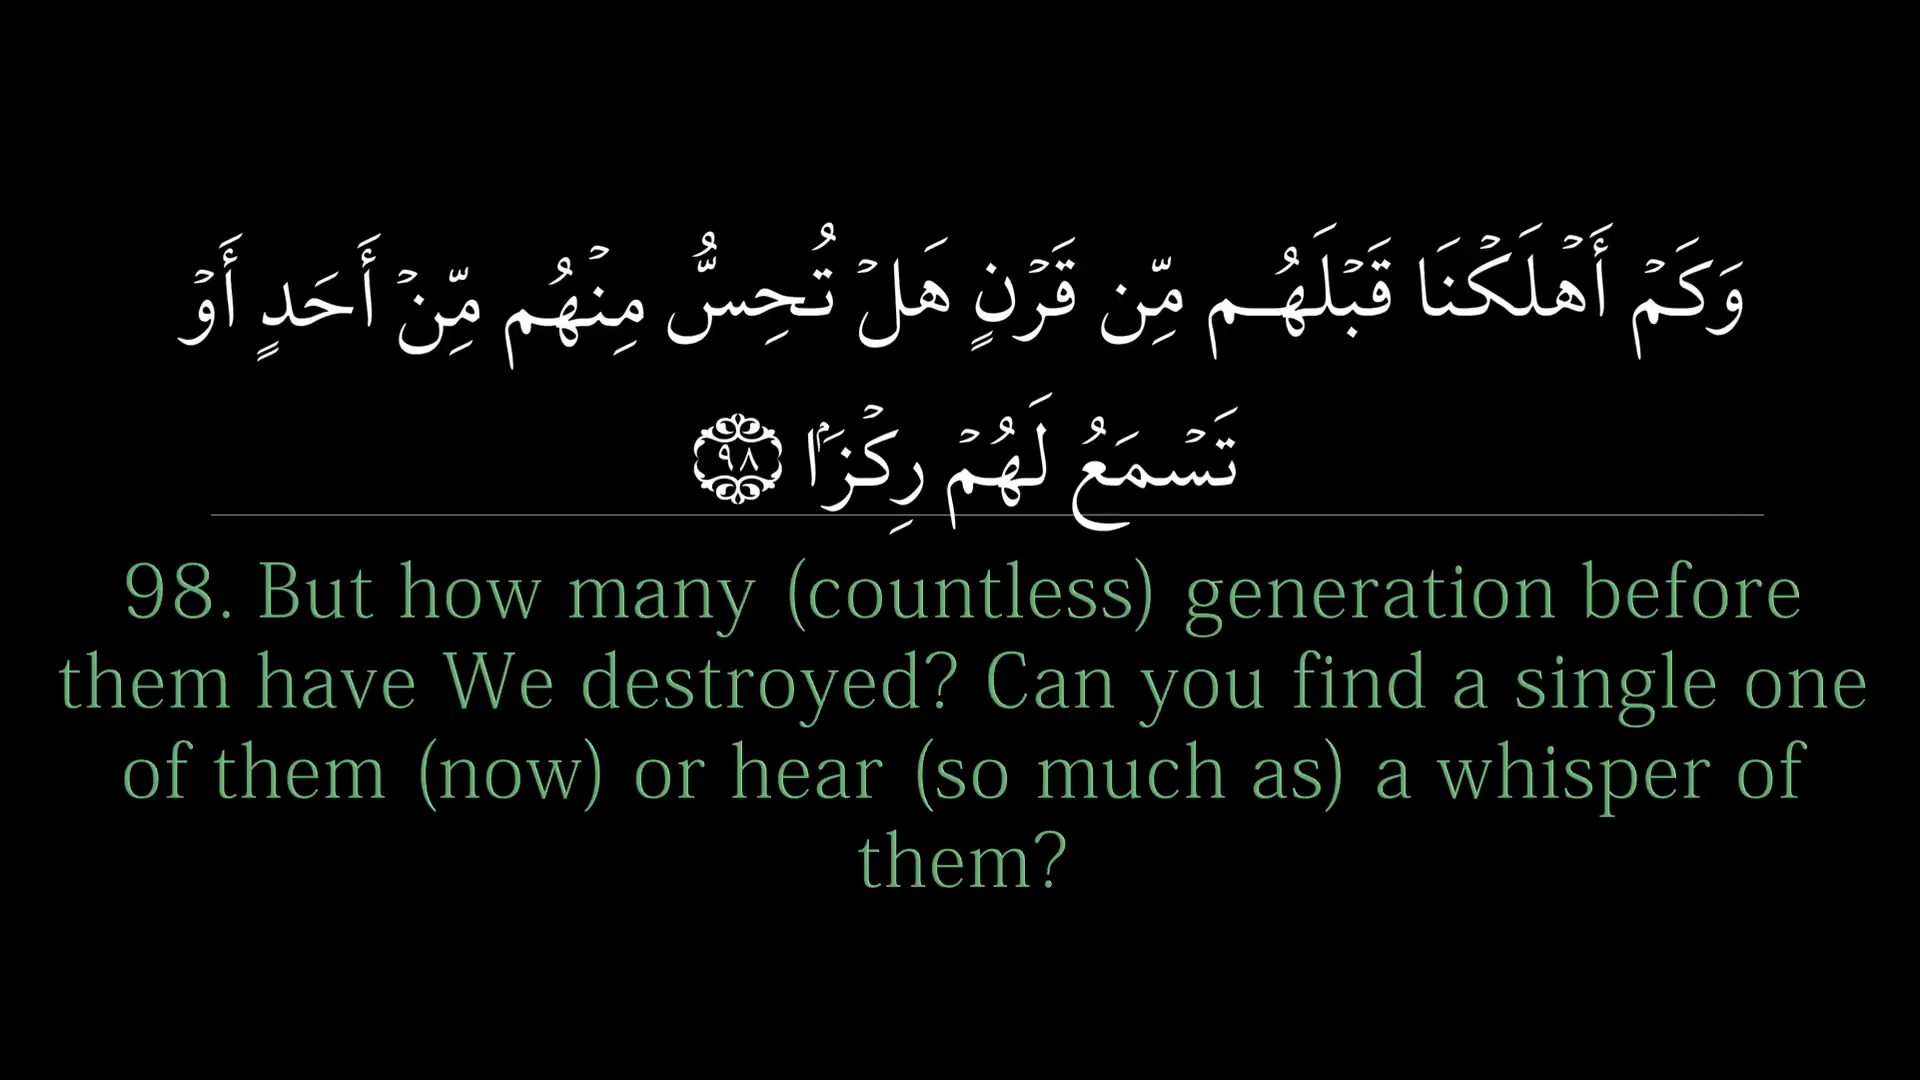 وَكَمۡ أَهۡلَكۡنَا قَبۡلَهُـم مِّن قَرۡنٍ هَلۡ تُحِسُّ مِنۡهُم مِّنۡ أَحَدٍ أَوۡ
تَسۡمَعُ لَهُمۡ رِكۡزَۢا ٩٨
98. But how many (countless) generation before
them have We destroyed? Can you find a single one
of them (now) or hear (so much as) a whisper of
them?